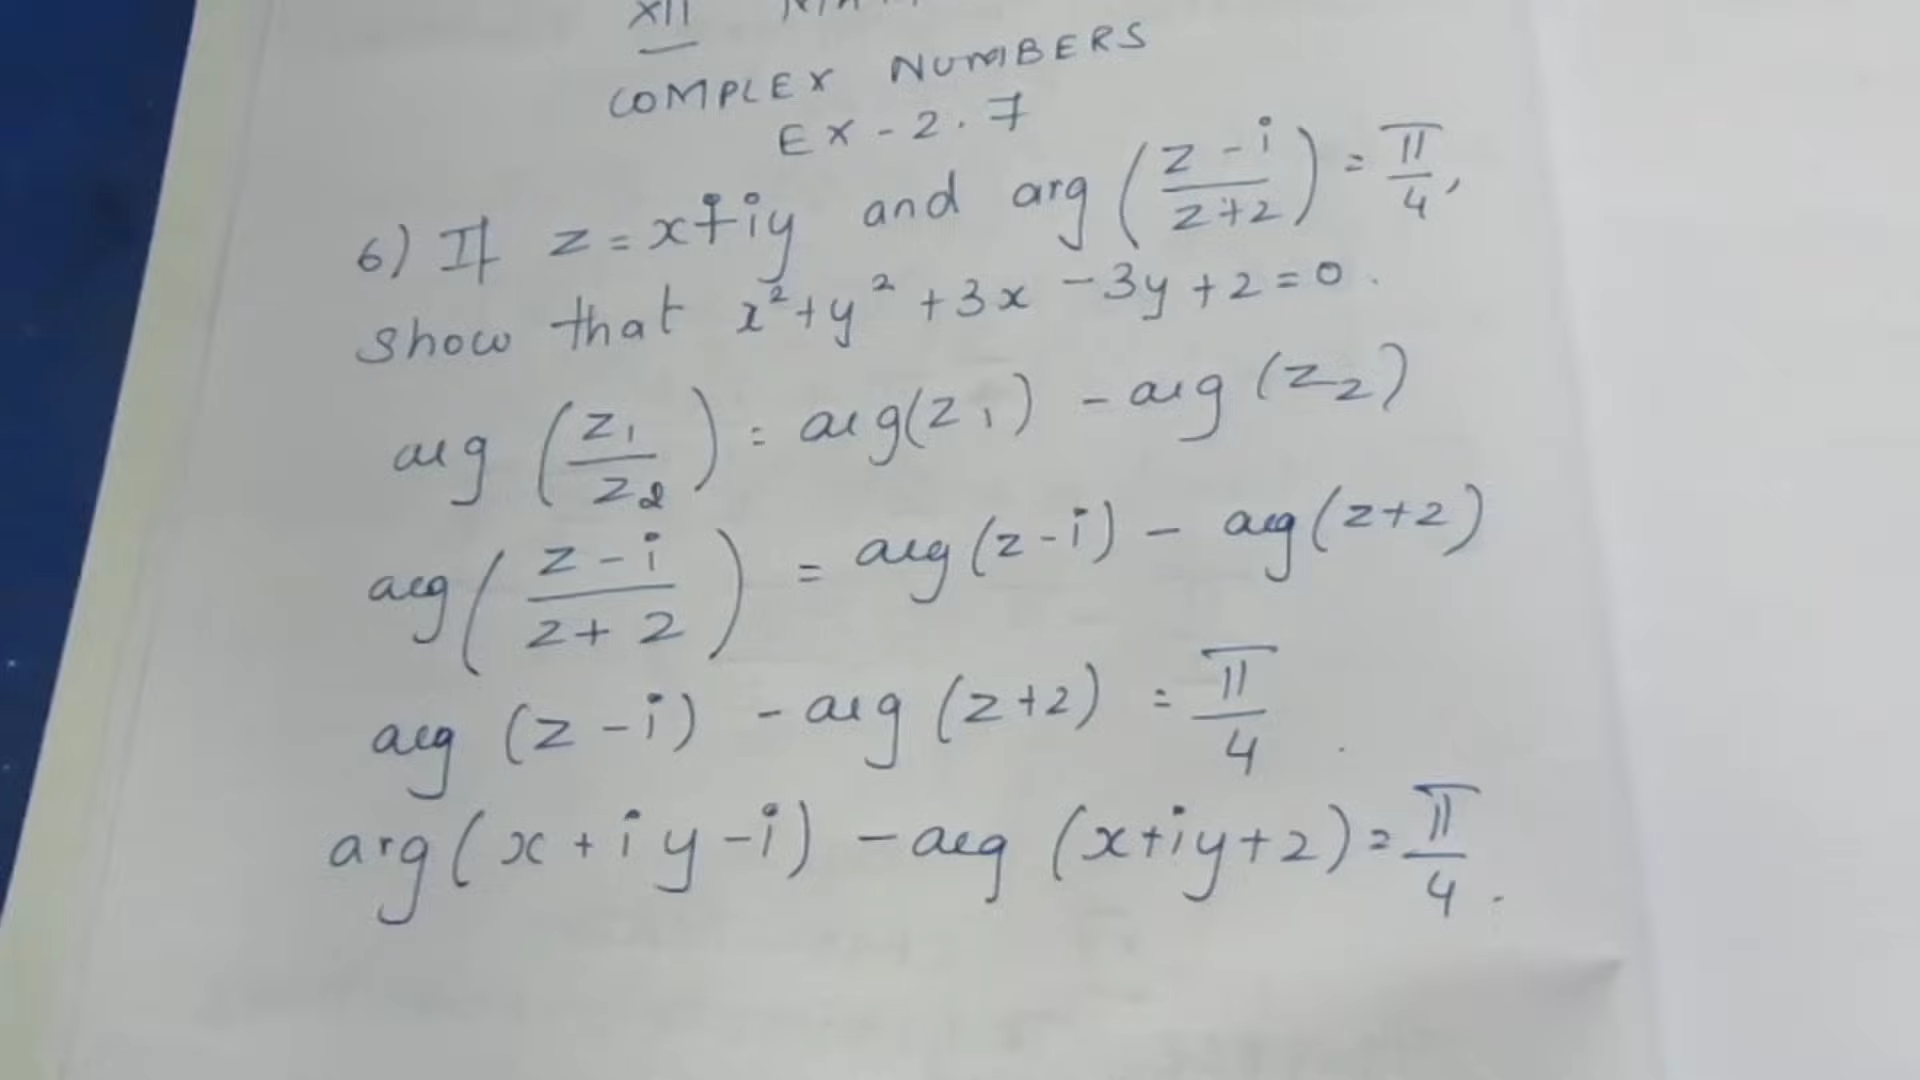 XII
COMPLEX NUMBERS
EX - 2.7
6) If z = x+iy and arg (z-i / z+2) = π/4,
show that x²+y²+3x-3y+2=0.
arg (z₁ / z₂) = arg(z₁) - arg(z₂)
arg (z-i / z+2) = arg(z-i) - arg(z+2)
arg (z-i) - arg (z+2) = π/4.
arg(x+iy-i) - arg (x+iy+2) = π/4.